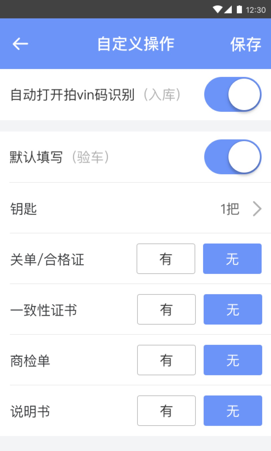 12:30
自定义操作 保存
自动打开拍vin码识别（入库）
默认填写（验车）
钥匙 1把
关单/合格证 有 无
一致性证书 有 无
商检单 有 无
说明书 有 无